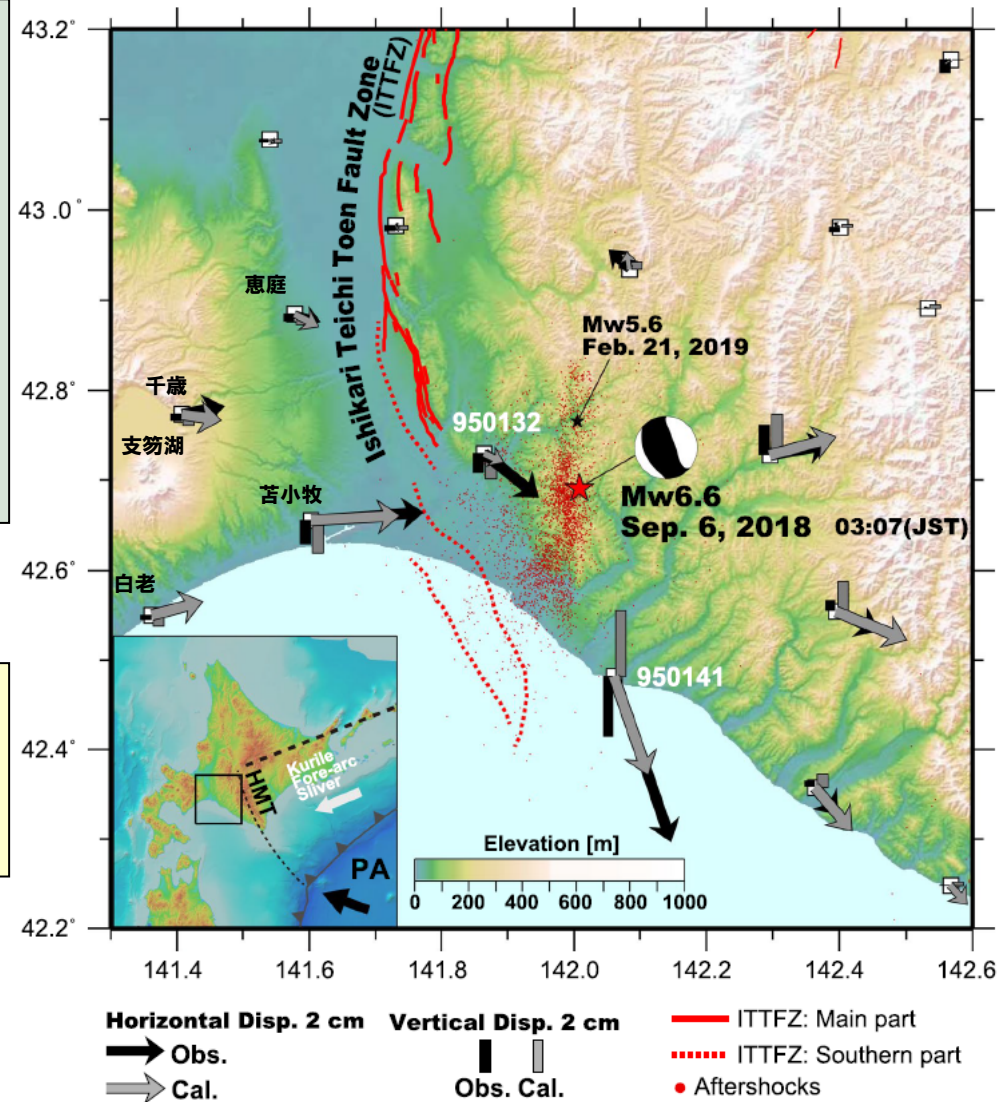 43.2°
43.0°
42.8°
42.6°
42.4°
42.2°
Ishikari Teichi Toen Fault Zone
(ITTFZ)
恵庭
千歳
支笏湖
苫小牧
白老
Mw5.6
Feb. 21, 2019
950132
Mw6.6
Sep. 6, 2018 03:07(JST)
950141
HMT
Kurile
Fore-arc
Sliver
PA
Elevation [m]
0 200 400 600 800 1000
141.4 141.6 141.8 142.0 142.2 142.4 142.6
Horizontal Disp. 2 cm
Obs.
Cal.
Vertical Disp. 2 cm
Obs. Cal.
ITTFZ: Main part
ITTFZ: Southern part
Aftershocks